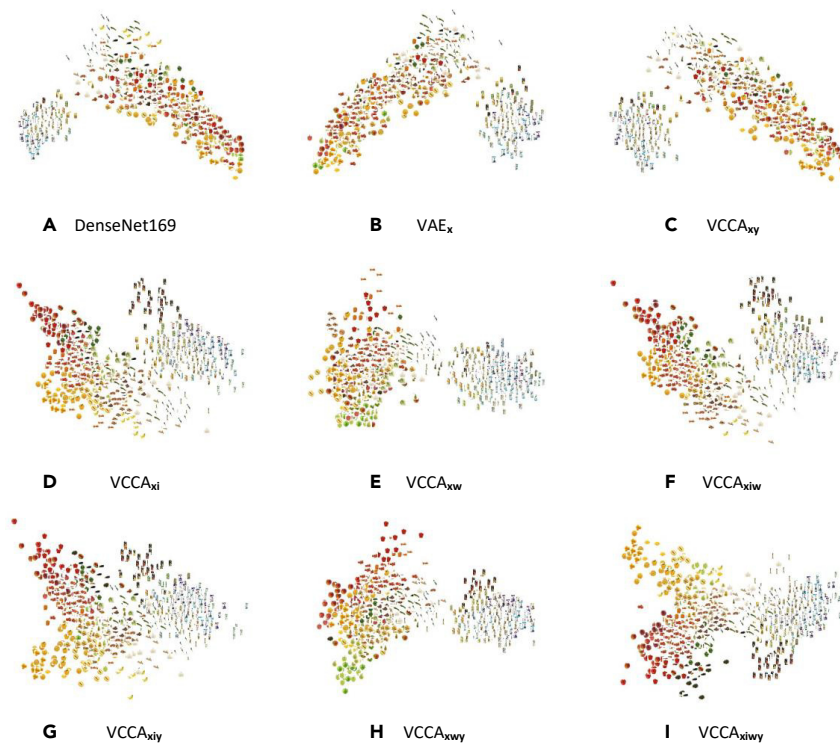 A DenseNet169
B VAEx
C VCCAxy
D VCCAxi
E VCCAxw
F VCCAxiw
G VCCAxiy
H VCCAxwy
I VCCAxiwy